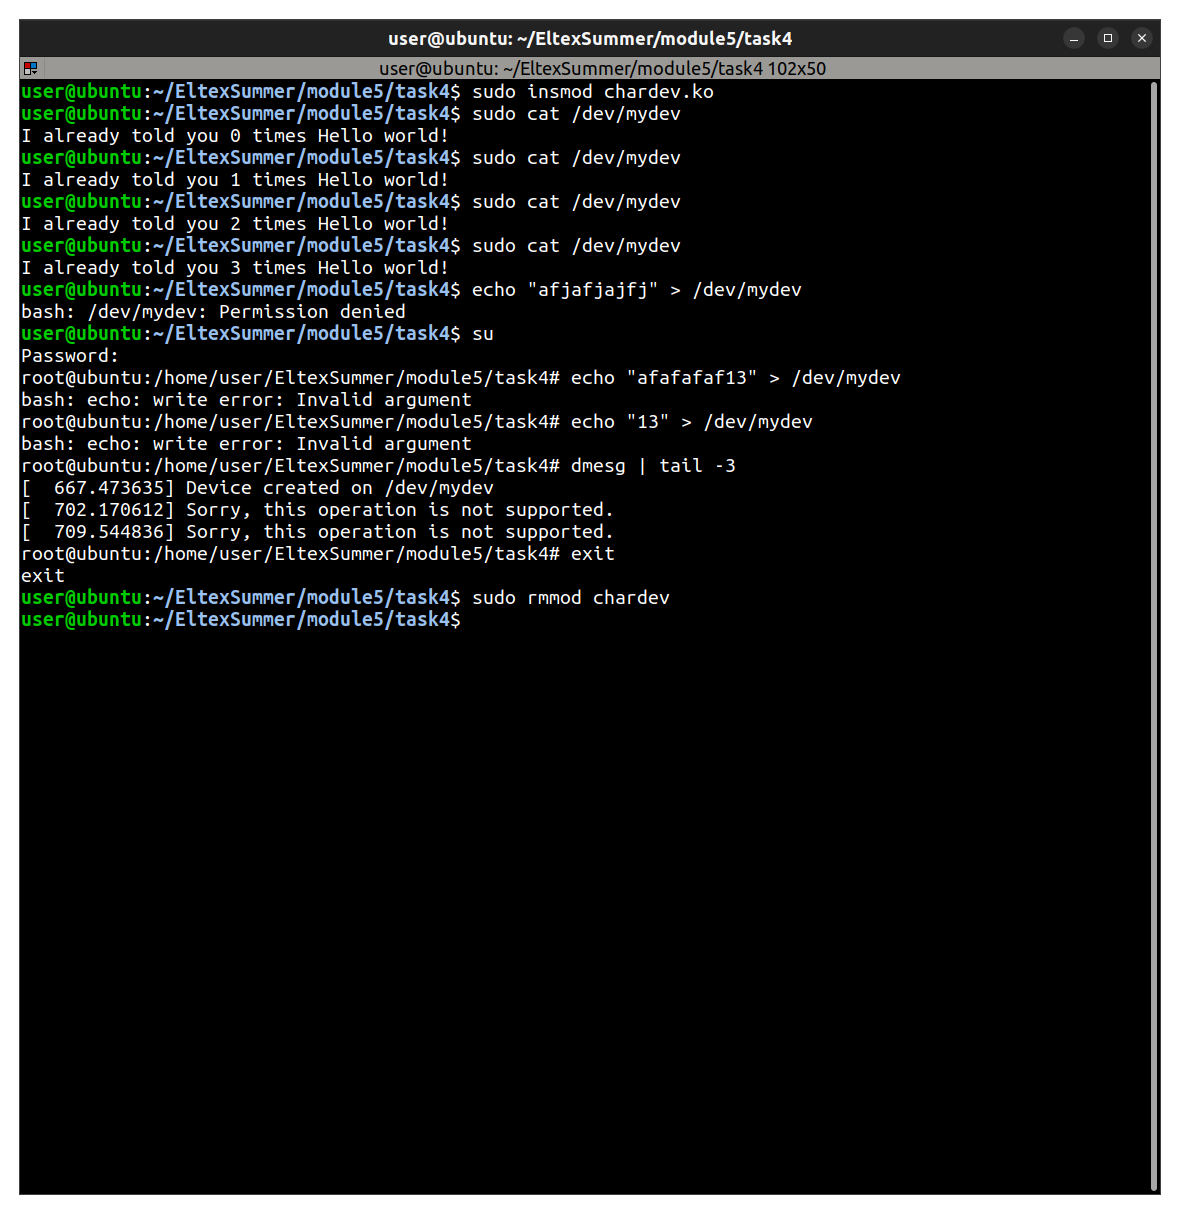 user@ubuntu: ~/EltexSummer/module5/task4
user@ubuntu: ~/EltexSummer/module5/task4 102x50
user@ubuntu:~/EltexSummer/module5/task4$ sudo insmod chardev.ko
user@ubuntu:~/EltexSummer/module5/task4$ sudo cat /dev/mydev
I already told you 0 times Hello world!
user@ubuntu:~/EltexSummer/module5/task4$ sudo cat /dev/mydev
I already told you 1 times Hello world!
user@ubuntu:~/EltexSummer/module5/task4$ sudo cat /dev/mydev
I already told you 2 times Hello world!
user@ubuntu:~/EltexSummer/module5/task4$ sudo cat /dev/mydev
I already told you 3 times Hello world!
user@ubuntu:~/EltexSummer/module5/task4$ echo "afjafjajfj" > /dev/mydev
bash: /dev/mydev: Permission denied
user@ubuntu:~/EltexSummer/module5/task4$ su
Password:
root@ubuntu:/home/user/EltexSummer/module5/task4# echo "afafafaf13" > /dev/mydev
bash: echo: write error: Invalid argument
root@ubuntu:/home/user/EltexSummer/module5/task4# echo "13" > /dev/mydev
bash: echo: write error: Invalid argument
root@ubuntu:/home/user/EltexSummer/module5/task4# dmesg | tail -3
[  667.473635] Device created on /dev/mydev
[  702.170612] Sorry, this operation is not supported.
[  709.544836] Sorry, this operation is not supported.
root@ubuntu:/home/user/EltexSummer/module5/task4# exit
exit
user@ubuntu:~/EltexSummer/module5/task4$ sudo rmmod chardev
user@ubuntu:~/EltexSummer/module5/task4$